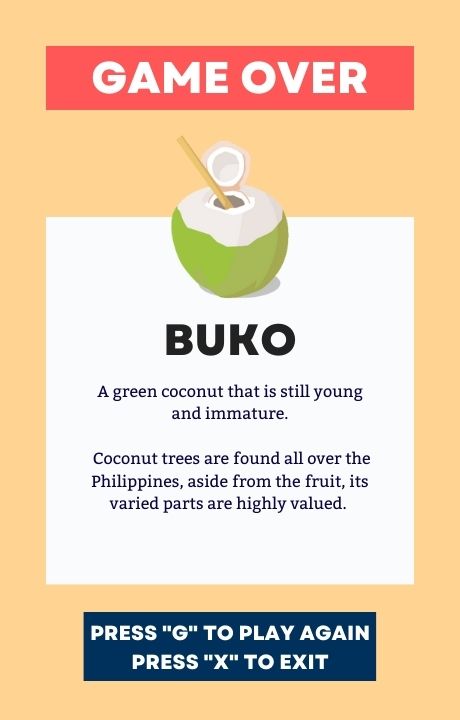 GAME OVER
BUKO
A green coconut that is still young
and immature.
Coconut trees are found all over the
Philippines, aside from the fruit, its
varied parts are highly valued.
PRESS "G" TO PLAY AGAIN
PRESS "X" TO EXIT